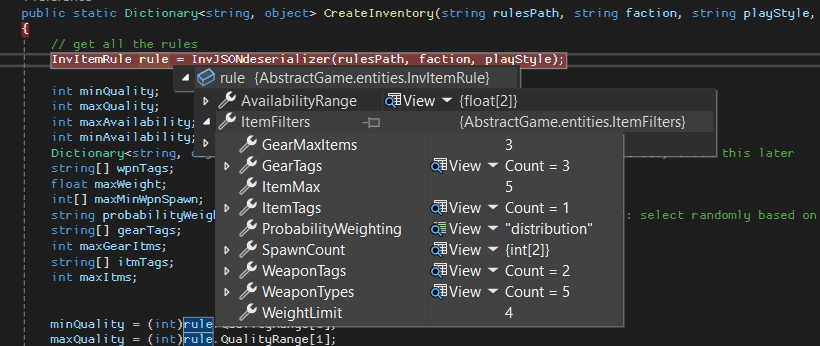 public static Dictionary<string, object> CreateInventory(string rulesPath, string faction, string playStyle,
{
// get all the rules
InvItemRule rule = InvJSONdeserializer(rulesPath, faction, playStyle);
rule {AbstractGame.entities.InvItemRule}
int minQuality;
AvailabilityRange View {float[2]}
int maxQuality;
ItemFilters {AbstractGame.entities.ItemFilters}
int maxAvailability;
int minAvailability;
GearMaxItems 3
Dictionary<string, this later
GearTags View Count = 3
string[] wpnTags;
ItemMax 5
float maxWeight;
ItemTags View Count = 1
int[] maxMinWpnSpawn;
ProbabilityWeighting View "distribution"
string probabilityWeigh : select randomly based on
SpawnCount View {int[2]}
string[] gearTags;
int maxGearItms;
WeaponTags View Count = 2
string[] itmTags;
WeaponTypes View Count = 5
int maxItms;
WeightLimit 4
minQuality = (int)rule
maxQuality = (int)rule.QualityRange[1];